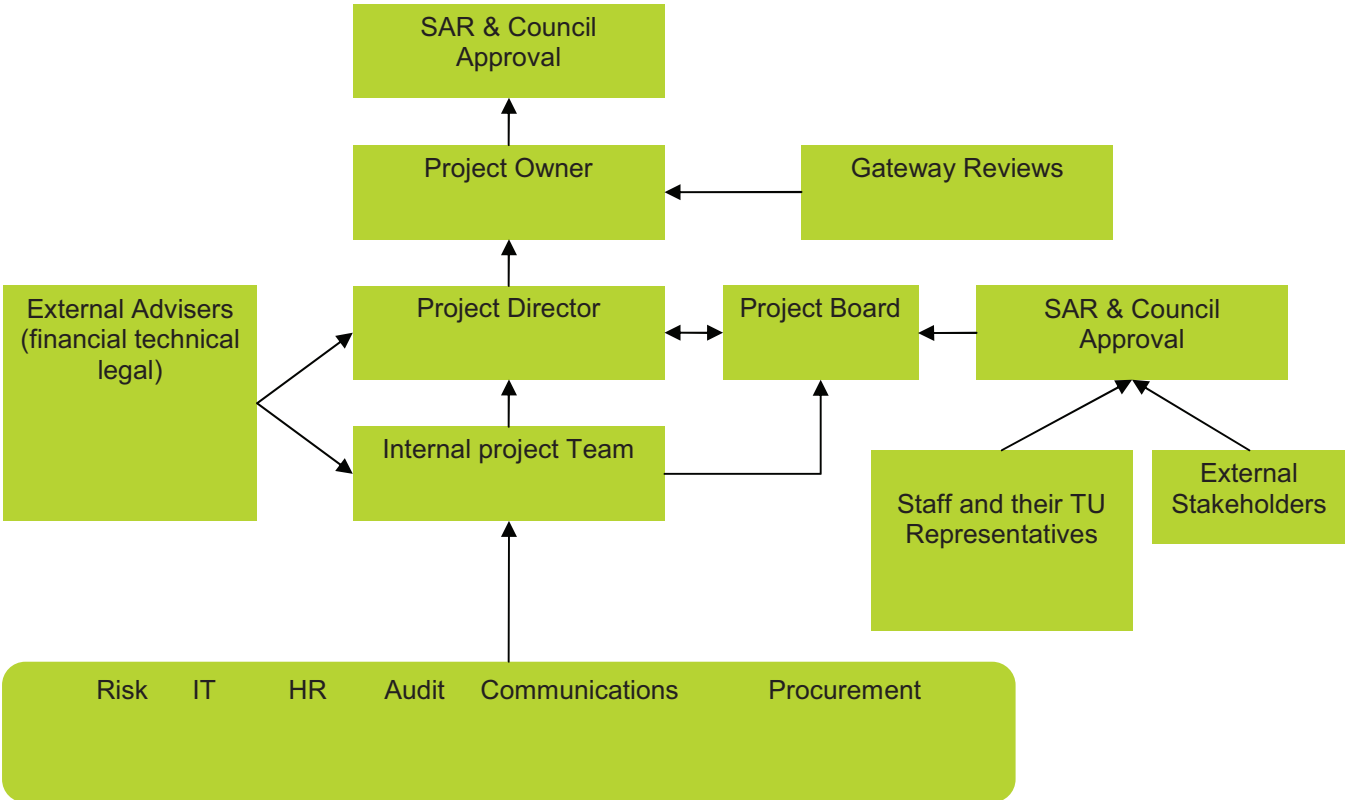 SAR & Council
Approval
Project Owner
Gateway Reviews
External Advisers
(financial technical
legal)
Project Director
Project Board
SAR & Council
Approval
Internal project Team
Staff and their TU
Representatives
External
Stakeholders
Risk IT HR Audit Communications Procurement